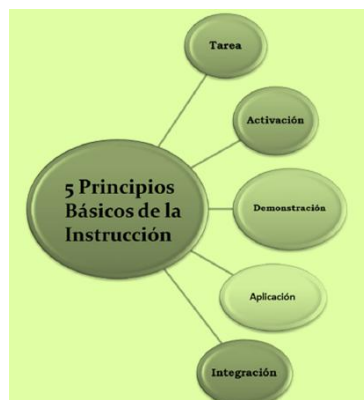 Tarea
Activación
5 Principios
Básicos de la
Instrucción
Demonstración
Aplicación
Integración